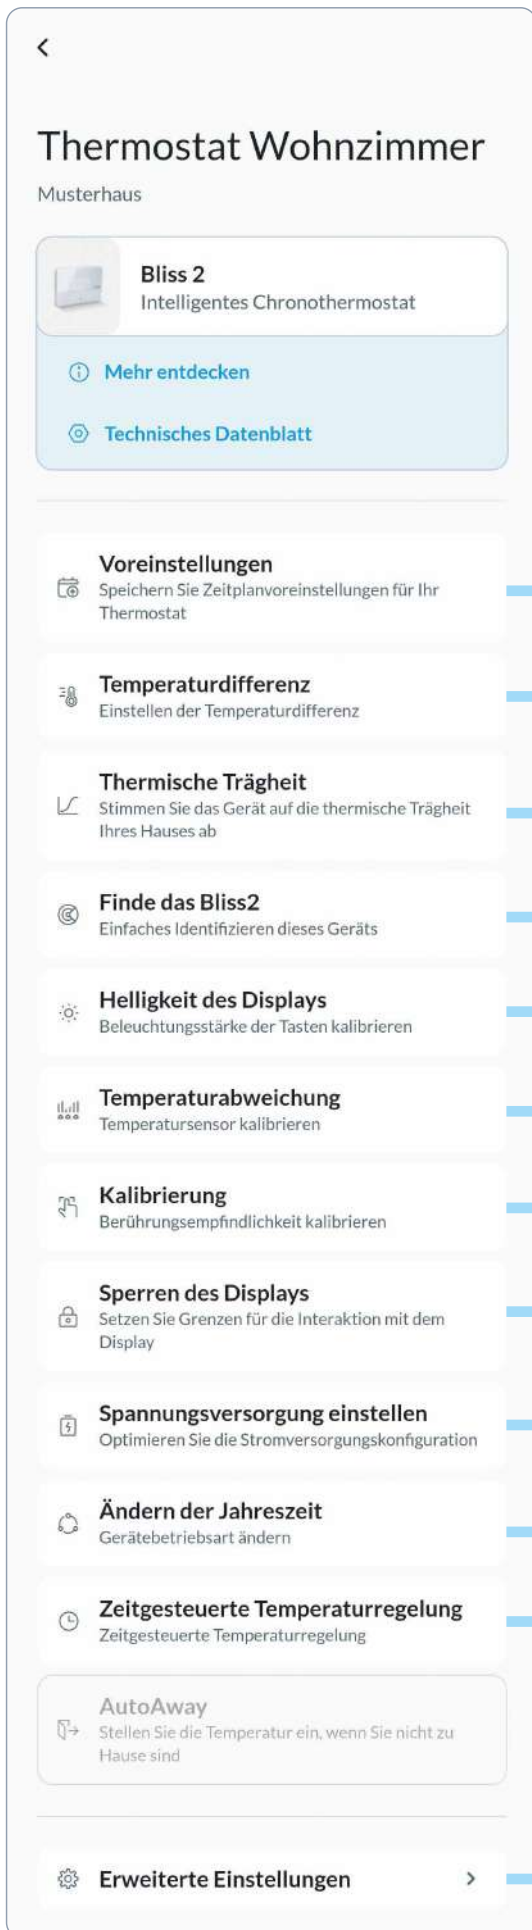 Thermostat Wohnzimmer
Musterhaus
Bliss 2
Intelligentes Chronothermostat
Mehr entdecken
Technisches Datenblatt
Voreinstellungen
Speichern Sie Zeitplanvoreinstellungen für Ihr
Thermostat
Temperaturdifferenz
Einstellen der Temperaturdifferenz
Thermische Trägheit
Stimmen Sie das Gerät auf die thermische Trägheit
Ihres Hauses ab
Finde das Bliss2
Einfaches Identifizieren dieses Geräts
Helligkeit des Displays
Beleuchtungsstärke der Tasten kalibrieren
Temperaturabweichung
Temperatursensor kalibrieren
Kalibrierung
Berührungsempfindlichkeit kalibrieren
Sperren des Displays
Setzen Sie Grenzen für die Interaktion mit dem
Display
Spannungsversorgung einstellen
Optimieren Sie die Stromversorgungskonfiguration
Ändern der Jahreszeit
Gerätebetriebsart ändern
Zeitgesteuerte Temperaturregelung
Zeitgesteuerte Temperaturregelung
AutoAway
Stellen Sie die Temperatur ein, wenn Sie nicht zu
Hause sind
Erweiterte Einstellungen